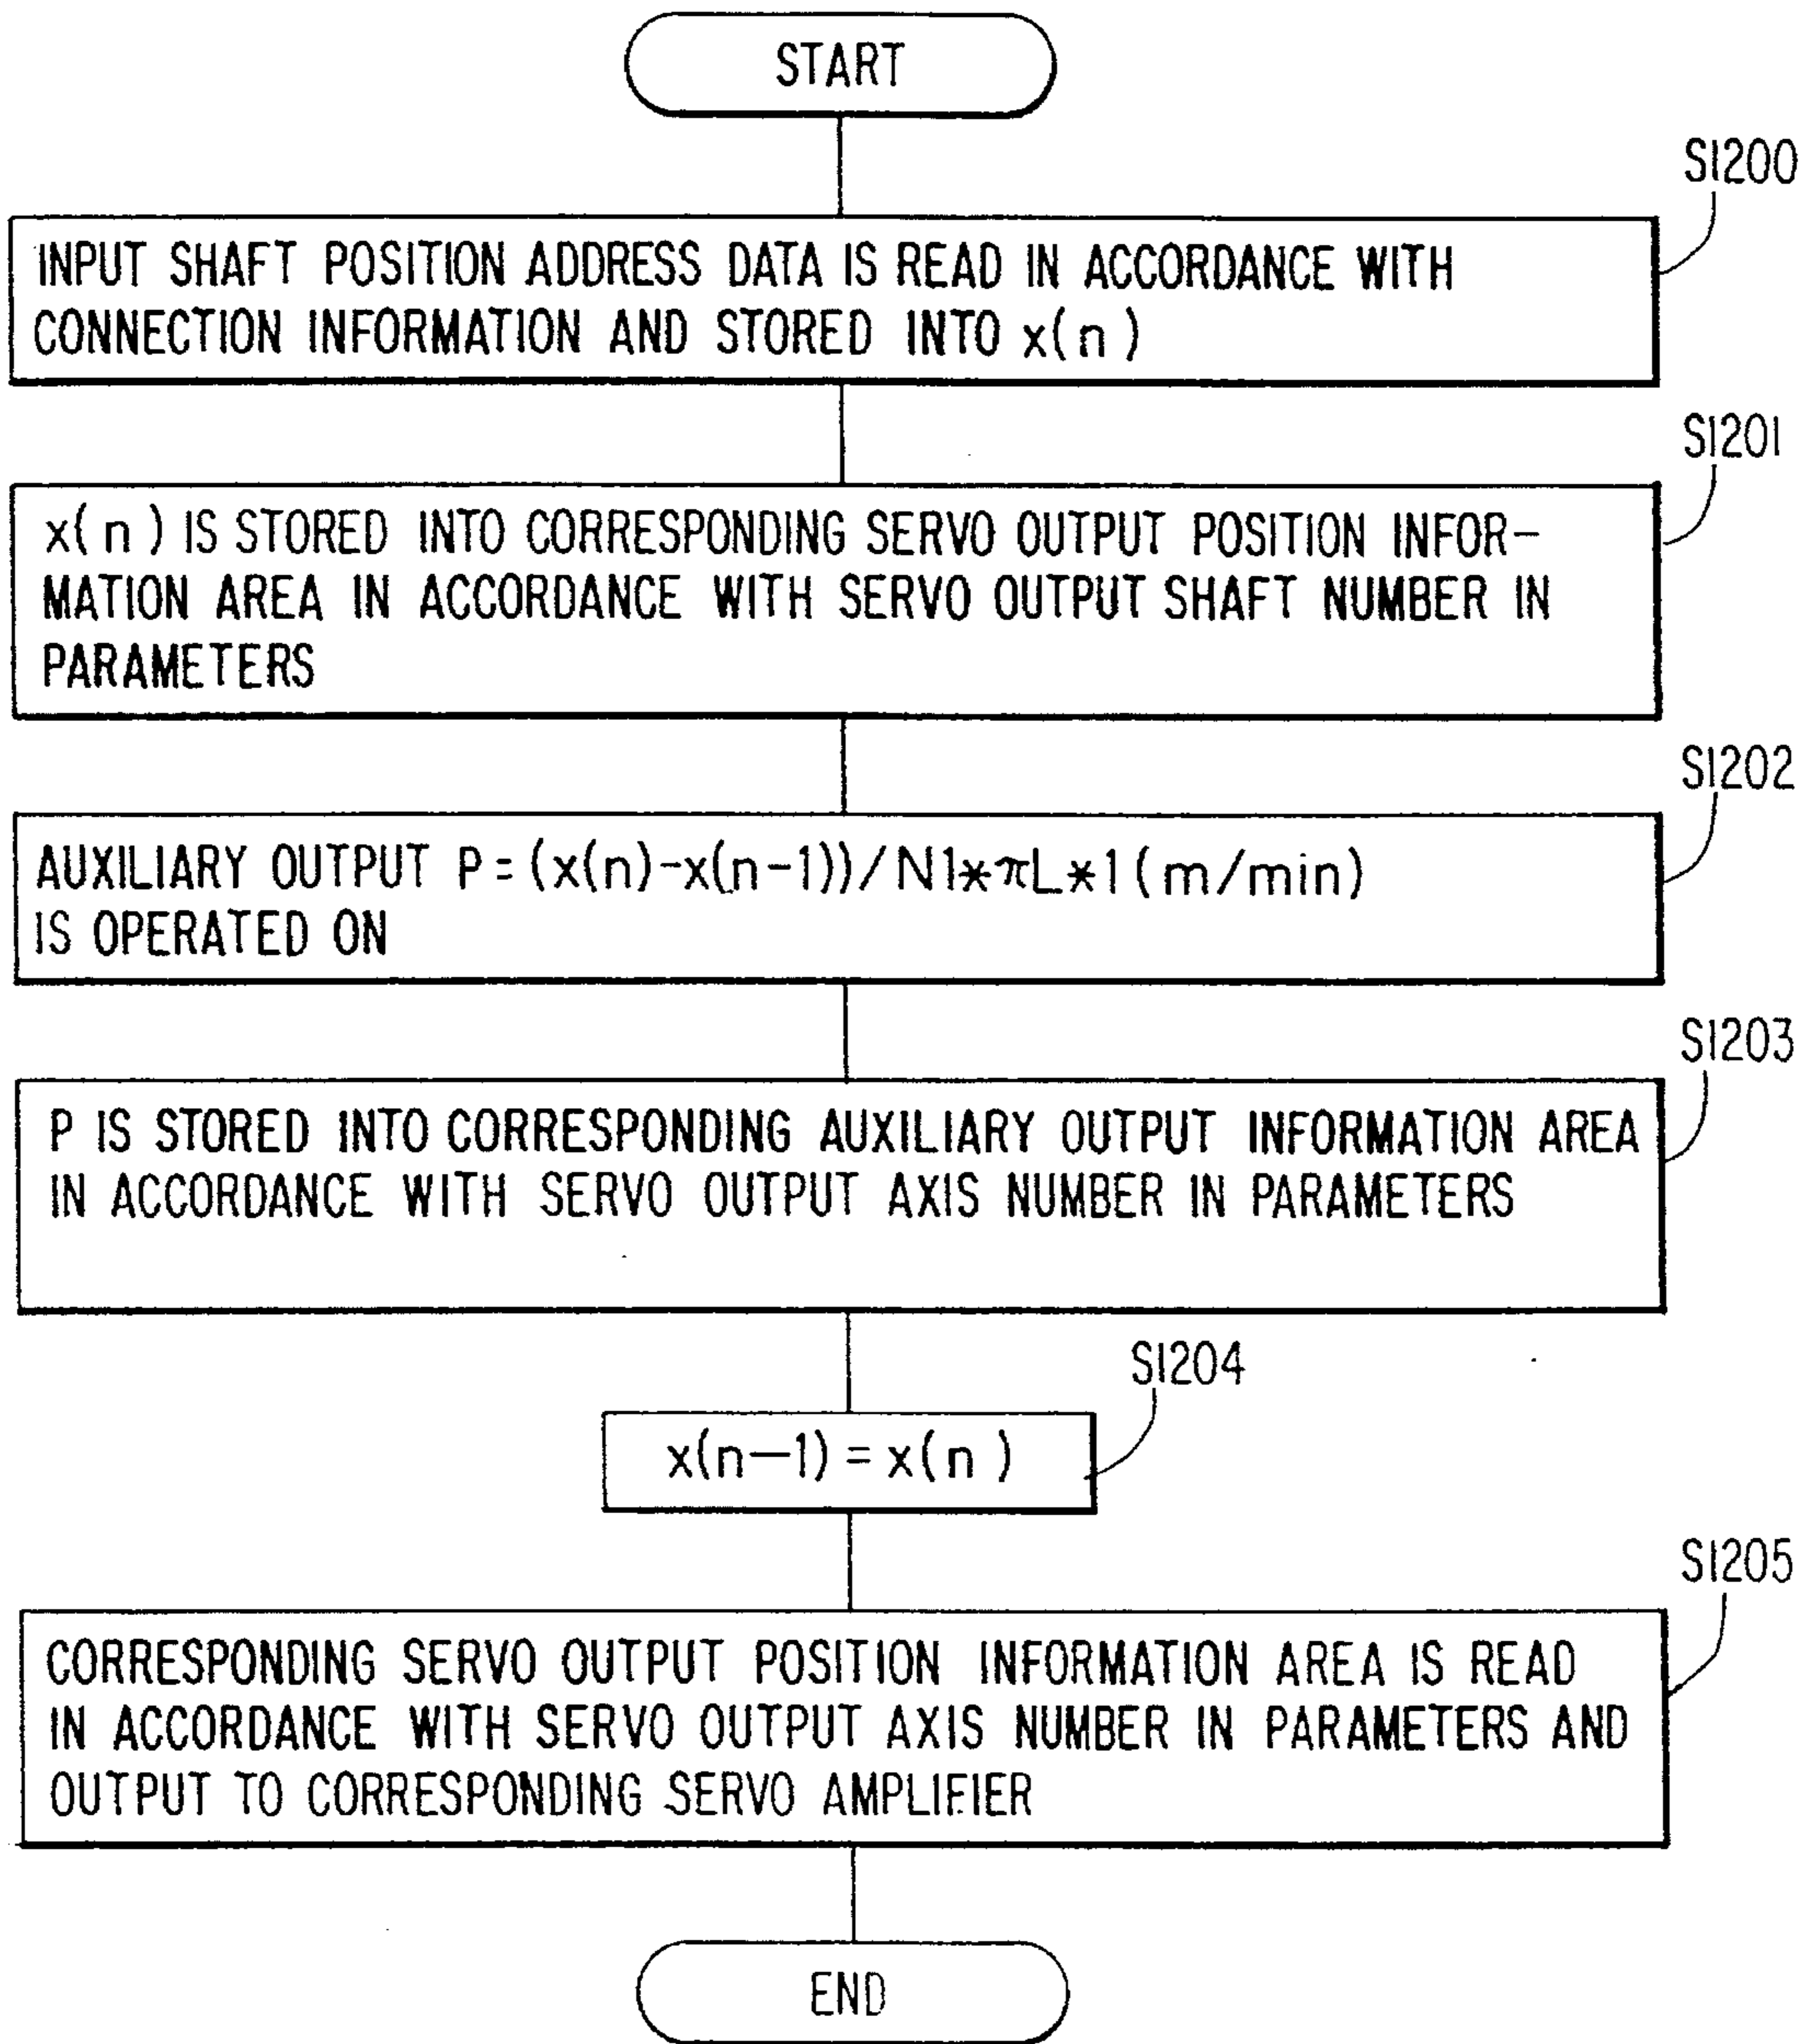 START
S1200
INPUT SHAFT POSITION ADDRESS DATA IS READ IN ACCORDANCE WITH
CONNECTION INFORMATION AND STORED INTO x(n)
S1201
x(n) IS STORED INTO CORRESPONDING SERVO OUTPUT POSITION INFOR-
MATION AREA IN ACCORDANCE WITH SERVO OUTPUT SHAFT NUMBER IN
PARAMETERS
S1202
AUXILIARY OUTPUT P=(x(n)-x(n-1))/N1*πL*1(m/min)
IS OPERATED ON
S1203
P IS STORED INTO CORRESPONDING AUXILIARY OUTPUT INFORMATION AREA
IN ACCORDANCE WITH SERVO OUTPUT AXIS NUMBER IN PARAMETERS
S1204
x(n-1)=x(n)
S1205
CORRESPONDING SERVO OUTPUT POSITION INFORMATION AREA IS READ
IN ACCORDANCE WITH SERVO OUTPUT AXIS NUMBER IN PARAMETERS AND
OUTPUT TO CORRESPONDING SERVO AMPLIFIER
END